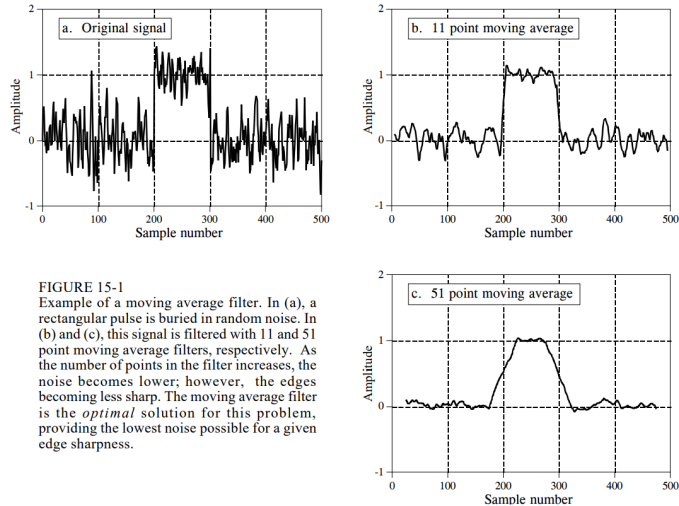 a. Original signal
2
1
0
-1
Amplitude
0 100 200 300 400 500
Sample number
b. 11 point moving average
2
1
0
-1
Amplitude
0 100 200 300 400 500
Sample number
FIGURE 15-1
Example of a moving average filter. In (a), a
rectangular pulse is buried in random noise. In
(b) and (c), this signal is filtered with 11 and 51
point moving average filters, respectively. As
the number of points in the filter increases, the
noise becomes lower; however, the edges
becoming less sharp. The moving average filter
is the optimal solution for this problem,
providing the lowest noise possible for a given
edge sharpness.
c. 51 point moving average
2
1
0
-1
Amplitude
0 100 200 300 400 500
Sample number